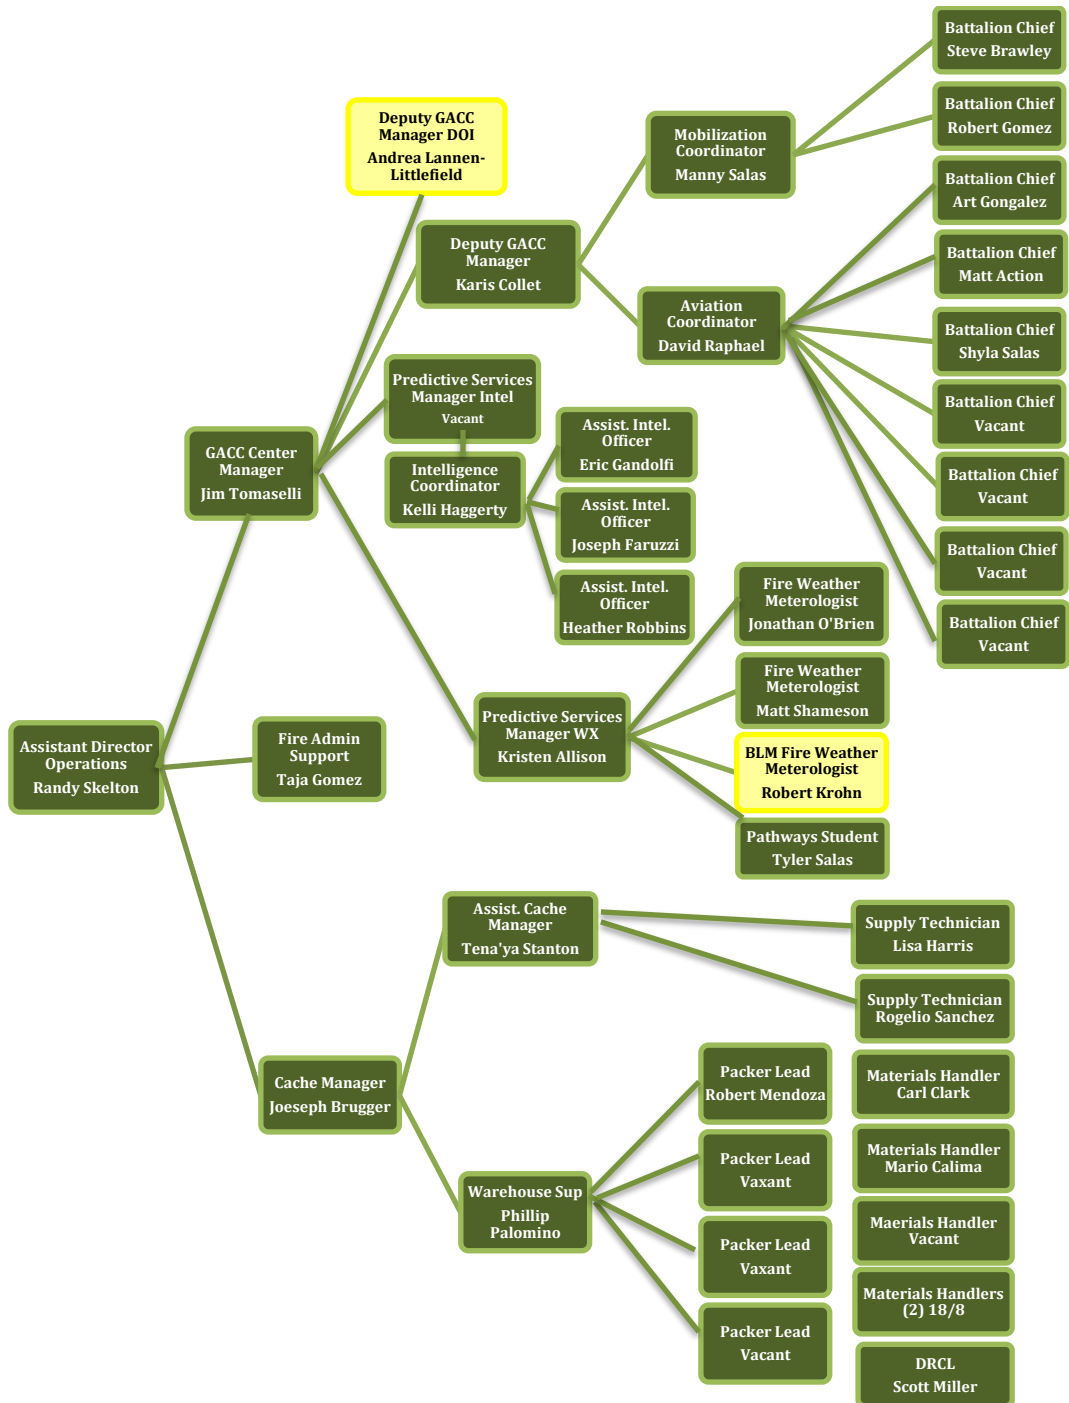 Battalion Chief
Steve Brawley
Deputy GACC
Manager DOI
Andrea Lannen-
Littlefield
Battalion Chief
Robert Gomez
Mobilization
Coordinator
Manny Salas
Battalion Chief
Art Gongalez
Deputy GACC
Manager
Karis Collet
Battalion Chief
Matt Action
Aviation
Coordinator
David Raphael
Battalion Chief
Shyla Salas
Predictive Services
Manager Intel
Vacant
Battalion Chief
Vacant
GACC Center
Manager
Jim Tomaselli
Intelligence
Coordinator
Kelli Haggerty
Assist. Intel.
Officer
Eric Gandolfi
Battalion Chief
Vacant
Assist. Intel.
Officer
Joseph Faruzzi
Battalion Chief
Vacant
Assist. Intel.
Officer
Heather Robbins
Fire Weather
Meterologist
Jonathan O'Brien
Battalion Chief
Vacant
Fire Weather
Meterologist
Matt Shameson
Assistant Director
Operations
Randy Skelton
Fire Admin
Support
Taja Gomez
Predictive Services
Manager WX
Kristen Allison
BLM Fire Weather
Meterologist
Robert Krohn
Pathways Student
Tyler Salas
Assist. Cache
Manager
Tena'ya Stanton
Supply Technician
Lisa Harris
Supply Technician
Rogelio Sanchez
Cache Manager
Joeseph Brugger
Packer Lead
Robert Mendoza
Materials Handler
Carl Clark
Packer Lead
Vaxant
Materials Handler
Mario Calima
Warehouse Sup
Phillip
Palomino
Packer Lead
Vaxant
Maerials Handler
Vacant
Materials Handlers
(2) 18/8
Packer Lead
Vacant
DRCL
Scott Miller